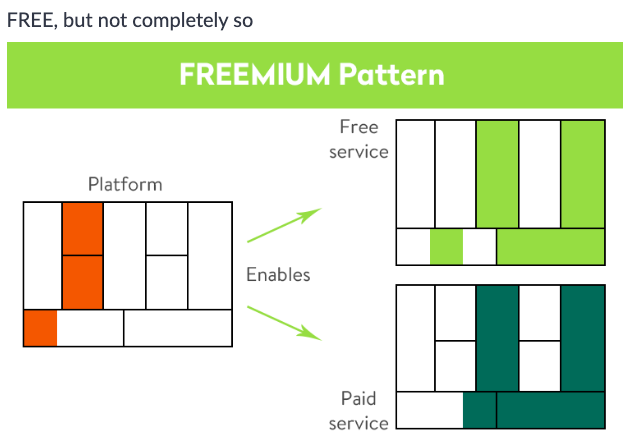 FREE, but not completely so
FREEMIUM Pattern
Free
service
Platform
Enables
Paid
service